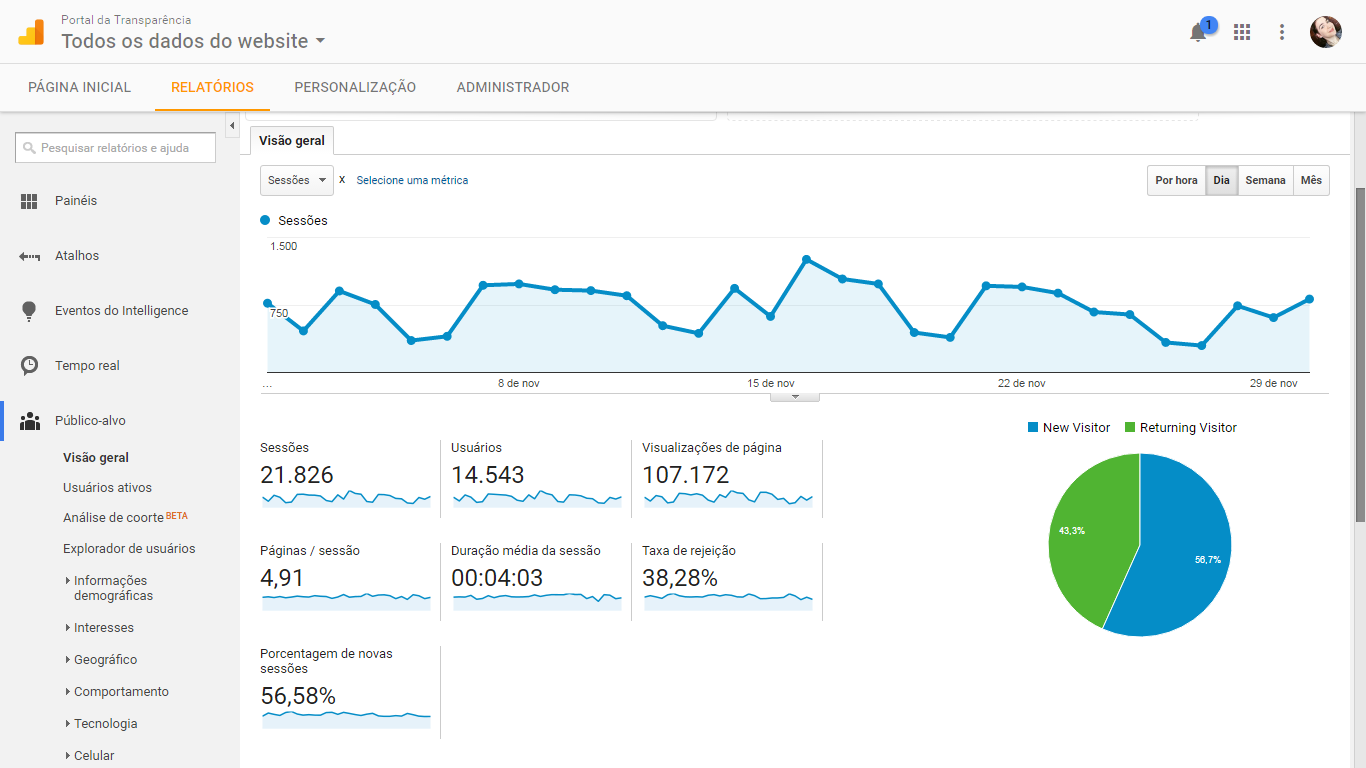 Portal da Transparência
Todos os dados do website
1
PÁGINA INICIAL
RELATÓRIOS
PERSONALIZAÇÃO
ADMINISTRADOR
Pesquisar relatórios e ajuda
Painéis
Atalhos
Eventos do Intelligence
Tempo real
Público-alvo
Visão geral
Usuários ativos
Análise de coorte BETA
Explorador de usuários
Informações
demográficas
Interesses
Geográfico
Comportamento
Tecnologia
Celular
Visão geral
Sessões
x
Selecione uma métrica
Por hora
Dia
Semana
Mês
Sessões
1.500
750
...
8 de nov
15 de nov
22 de nov
29 de nov
Sessões
21.826
Usuários
14.543
Visualizações de página
107.172
Páginas / sessão
4,91
Duração média da sessão
00:04:03
Taxa de rejeição
38,28%
Porcentagem de novas
sessões
56,58%
New Visitor
Returning Visitor
43,3%
56,7%